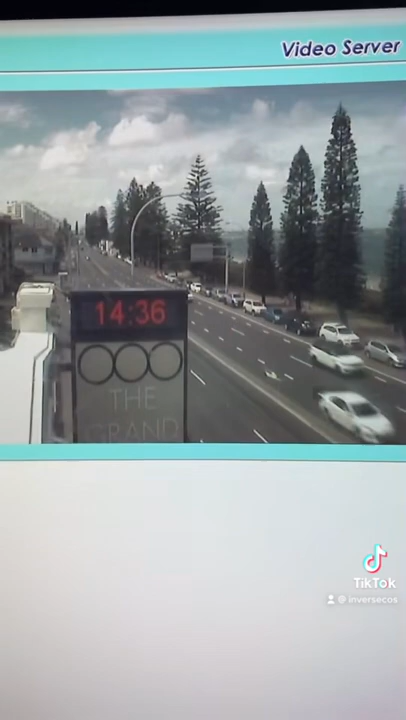 Video Server
14:36
THE
GRAND
TikTok
@inversecos